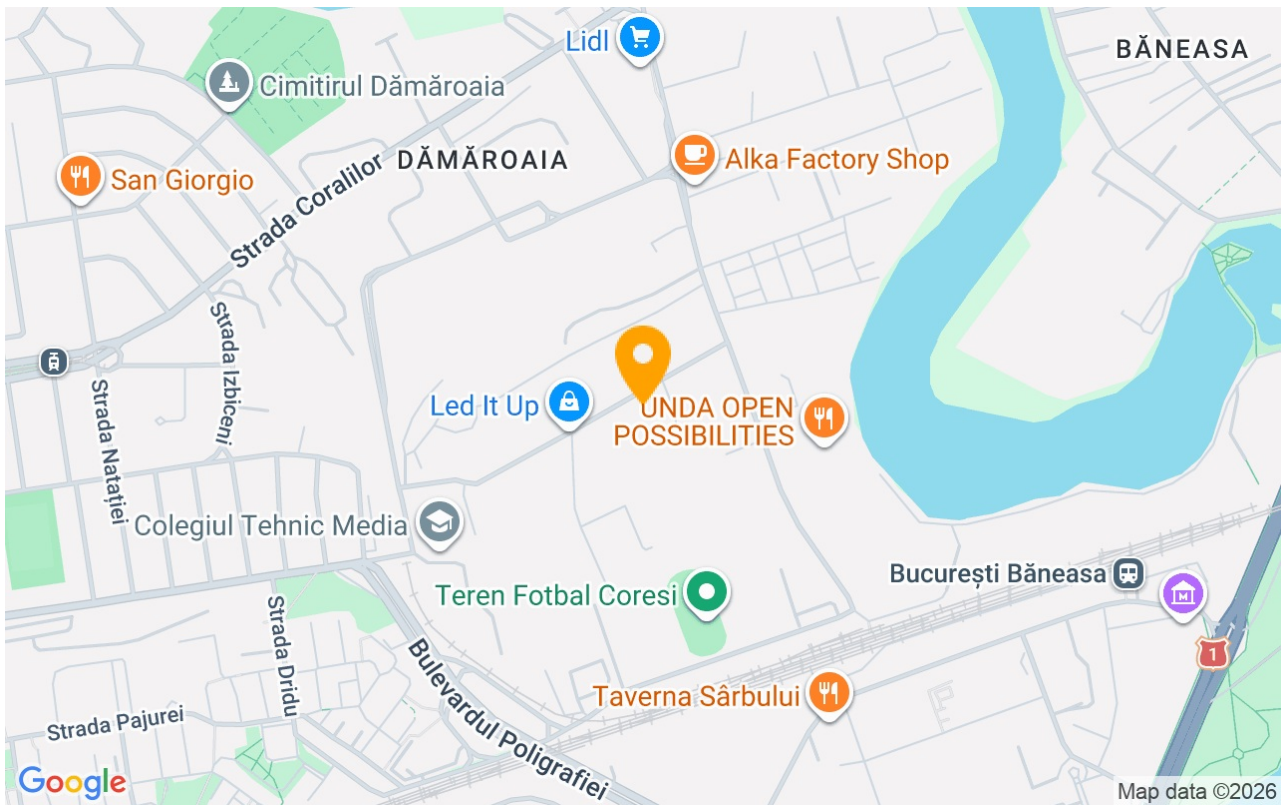 Lidl
BĂNEASA
Cimitirul Dămăroaia
DĂMĂROAIA
Alka Factory Shop
San Giorgio
Strada Coralilor
Strada Izbiceni
Strada Natației
Led It Up
UNDA OPEN
POSSIBILITIES
Colegiul Tehnic Media
București Băneasa
Teren Fotbal Coresi
Strada Dridu
Bulevardul Poligrafiei
1
Taverna Sârbului
Strada Pajurei
Google
Map data ©2026